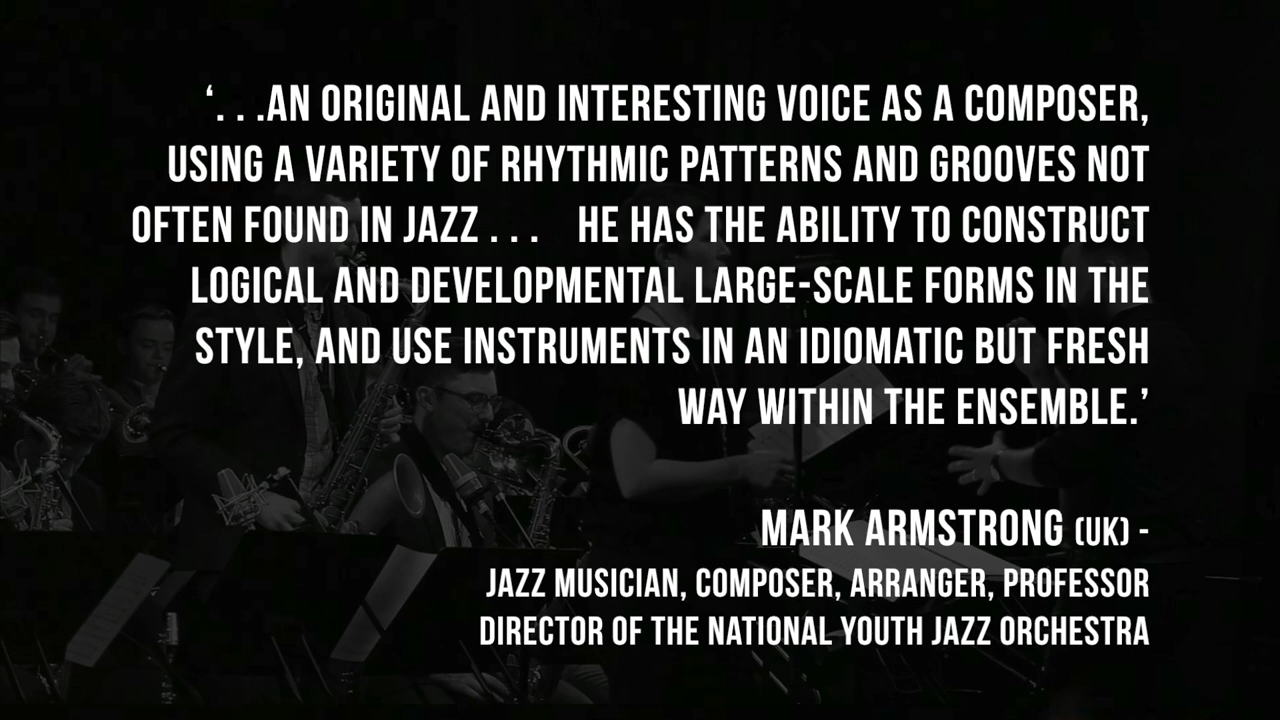 ‘. . .AN ORIGINAL AND INTERESTING VOICE AS A COMPOSER,
USING A VARIETY OF RHYTHMIC PATTERNS AND GROOVES NOT
OFTEN FOUND IN JAZZ . . .    HE HAS THE ABILITY TO CONSTRUCT
LOGICAL AND DEVELOPMENTAL LARGE-SCALE FORMS IN THE
STYLE, AND USE INSTRUMENTS IN AN IDIOMATIC BUT FRESH
WAY WITHIN THE ENSEMBLE.’
MARK ARMSTRONG (UK) -
JAZZ MUSICIAN, COMPOSER, ARRANGER, PROFESSOR
DIRECTOR OF THE NATIONAL YOUTH JAZZ ORCHESTRA